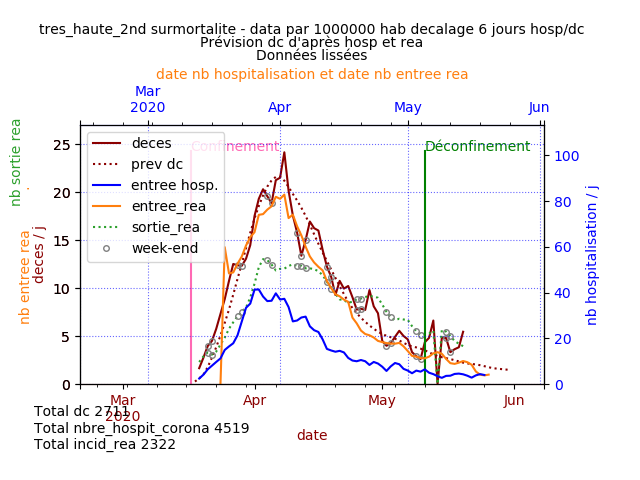 tres_haute_2nd surmortalite - data par 1000000 hab decalage 6 jours hosp/dc
Prévision dc d'après hosp et rea
Données lissées
date nb hospitalisation et date nb entree rea
Mar
2020
Apr
May
Jun
Confinement
Déconfinement
deces
prev dc
entree hosp.
entree_rea
sortie_rea
week-end
nb sortie rea
.
nb entree rea
deces / j
25
20
15
10
5
0
100
80
60
40
20
0
nb hospitalisation / j
Mar
2020
Apr
May
Jun
date
Total dc 2711
Total nbre_hospit_corona 4519
Total incid_rea 2322